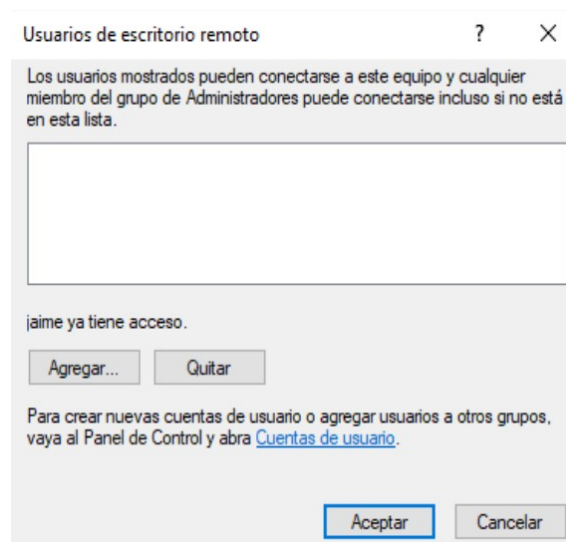 Usuarios de escritorio remoto ?
Los usuarios mostrados pueden conectarse a este equipo y cualquier
miembro del grupo de Administradores puede conectarse incluso si no está
en esta lista.
jaime ya tiene acceso.
Agregar... Quitar
Para crear nuevas cuentas de usuario o agregar usuarios a otros grupos,
vaya al Panel de Control y abra Cuentas de usuario.
Aceptar Cancelar